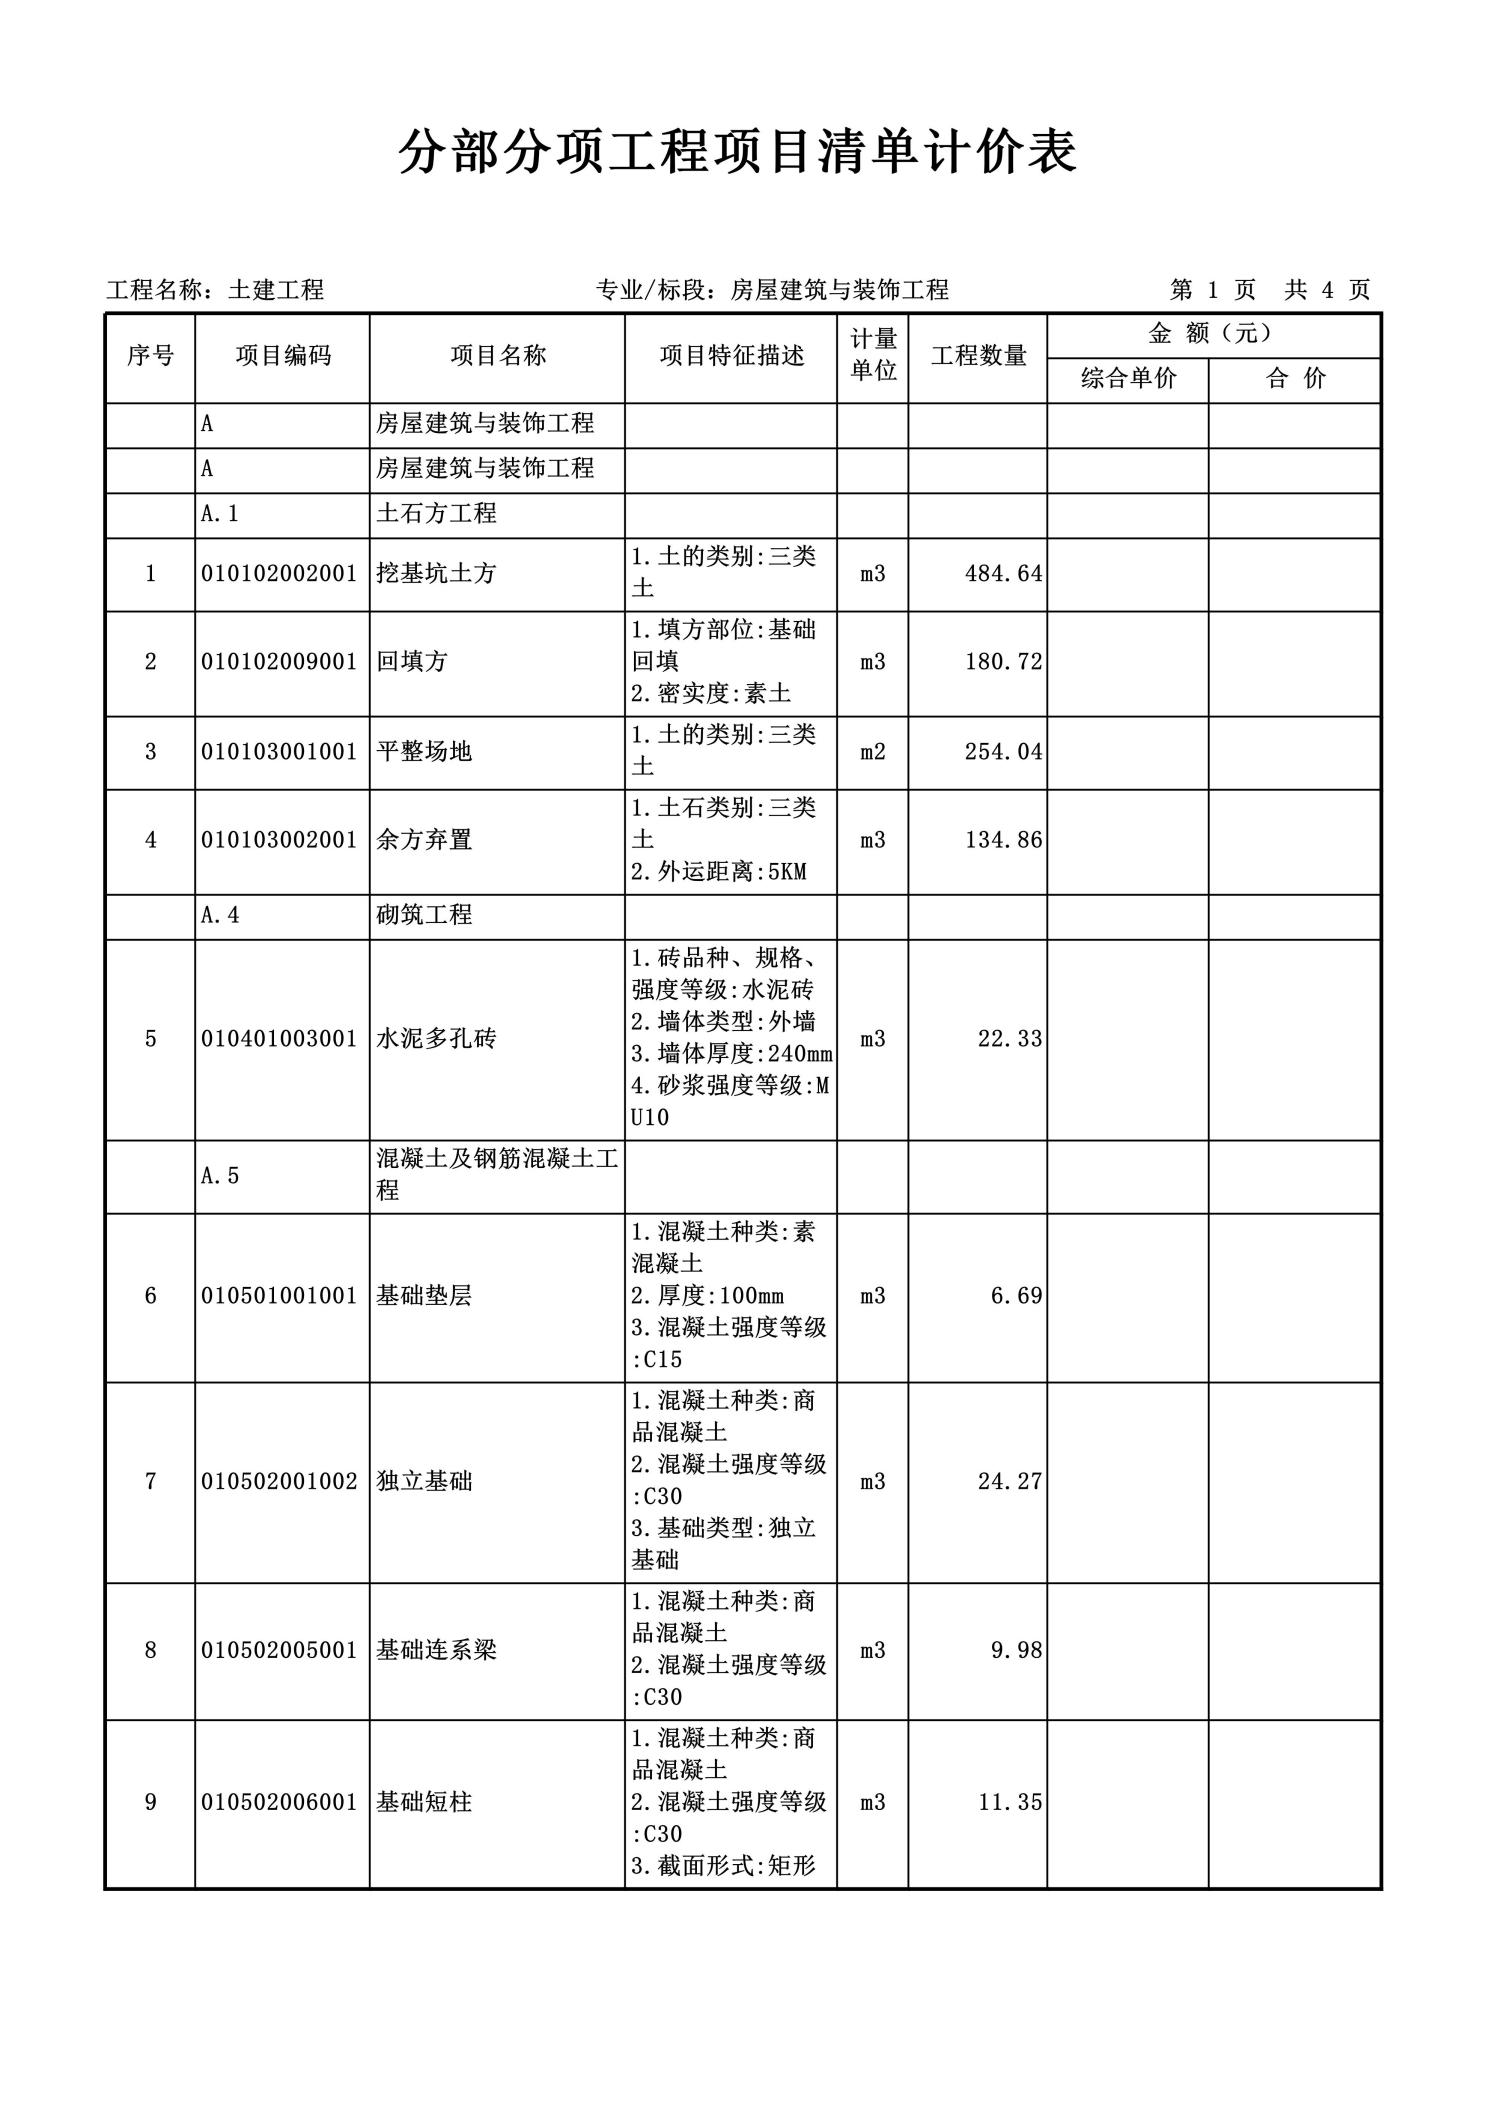 分部分项工程项目清单计价表
工程名称：土建工程 专业/标段：房屋建筑与装饰工程 第 1 页 共 4 页
序号 项目编码 项目名称 项目特征描述 计量单位 工程数量 金 额（元）
综合单价 合 价
A 房屋建筑与装饰工程
A 房屋建筑与装饰工程
A.1 土石方工程
1 010102002001 挖基坑土方 1.土的类别:三类
土
m3 484.64
2 010102009001 回填方 1.填方部位:基础
回填
2.密实度:素土
m3 180.72
3 010103001001 平整场地 1.土的类别:三类
土
m2 254.04
4 010103002001 余方弃置 1.土石类别:三类
土
2.外运距离:5KM
m3 134.86
A.4 砌筑工程
5 010401003001 水泥多孔砖 1.砖品种、规格、
强度等级:水泥砖
2.墙体类型:外墙
3.墙体厚度:240mm
4.砂浆强度等级:M
U10
m3 22.33
A.5 混凝土及钢筋混凝土工
程
6 010501001001 基础垫层 1.混凝土种类:素
混凝土
2.厚度:100mm
3.混凝土强度等级
:C15
m3 6.69
7 010502001002 独立基础 1.混凝土种类:商
品混凝土
2.混凝土强度等级
:C30
3.基础类型:独立
基础
m3 24.27
8 010502005001 基础连系梁 1.混凝土种类:商
品混凝土
2.混凝土强度等级
:C30
m3 9.98
9 010502006001 基础短柱 1.混凝土种类:商
品混凝土
2.混凝土强度等级
:C30
3.截面形式:矩形
m3 11.35